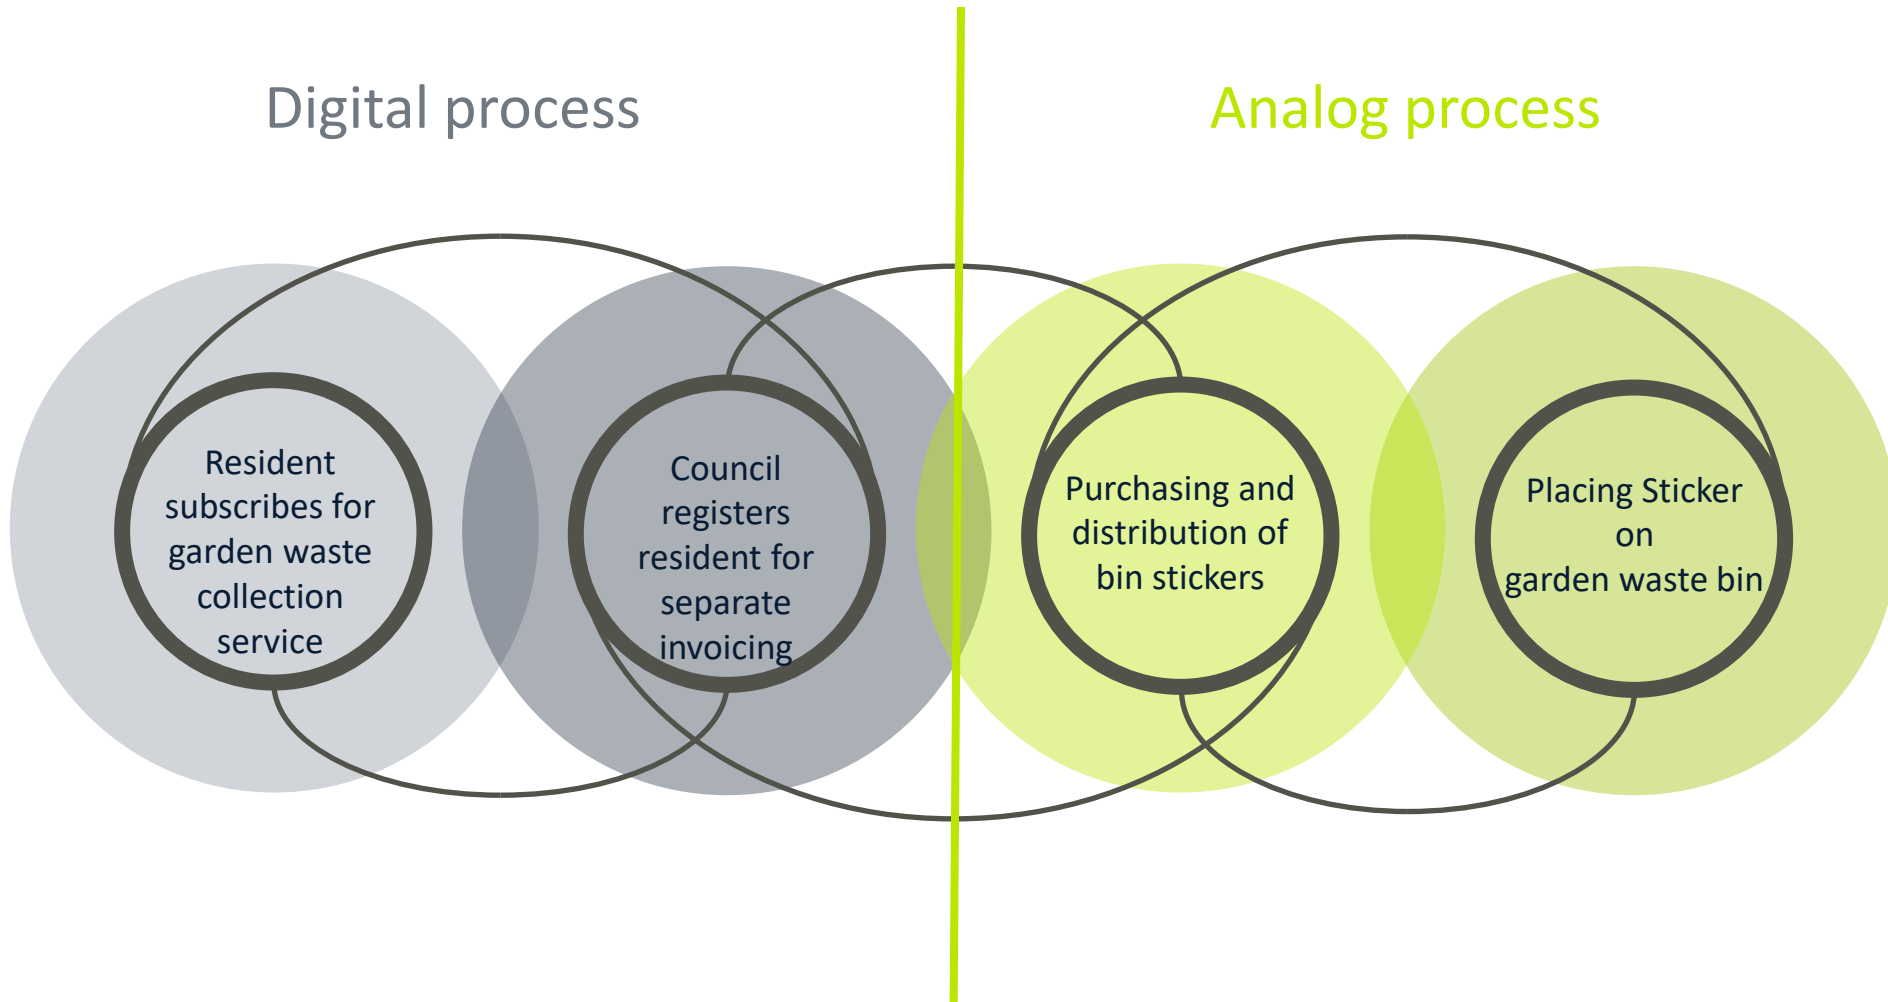 Digital process
Analog process
Resident
subscribes for
garden waste
collection
service
Council
registers
resident for
separate
invoicing
Purchasing and
distribution of
bin stickers
Placing Sticker
on
garden waste bin